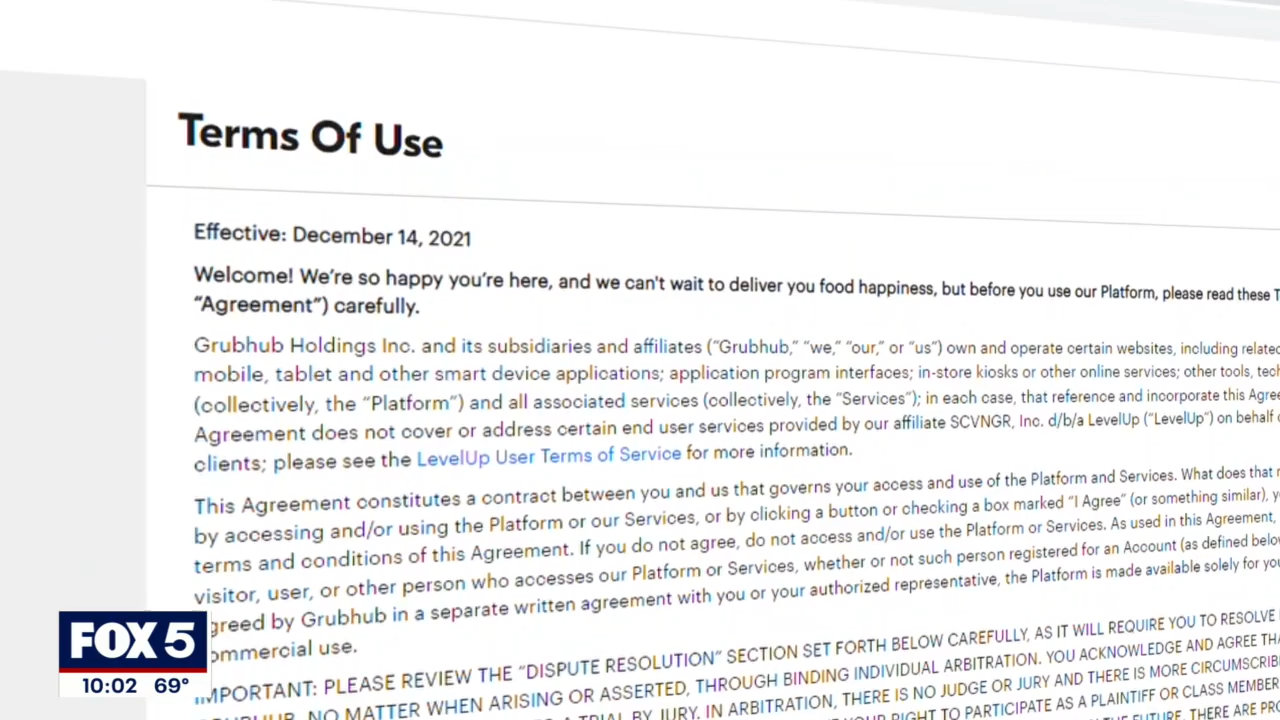 Terms Of Use
Effective: December 14, 2021
Welcome! We're so happy you're here, and we can't wait to deliver you food happiness, but before you use our Platform, please read these
"Agreement") carefully.
Grubhub Holdings Inc. and its subsidiaries and affiliates ("Grubhub," "we," "our," or "us") own and operate certain websites, including
mobile, tablet and other smart device applications; application program interfaces; in-store kiosks or other online services; other tools,
(collectively, the "Platform") and all associated services (collectively, the "Services"); in each case, that reference and incorporate this
Agreement does not cover or address certain end user services provided by our affiliate SCVNGR, Inc. d/b/a LevelUp ("LevelUp") on behalf
clients; please see the LevelUp User Terms of Service for more information.
This Agreement constitutes a contract between you and us that governs your access and use of the Platform and Services. What does that
by accessing and/or using the Platform or our Services, or by clicking a button or checking a box marked "I Agree" (or something similar),
terms and conditions of this Agreement. If you do not agree, do not access and/or use the Platform or Services. As used in this Agreement,
visitor, user, or other person who accesses our Platform or Services, whether or not such person registered for an Account (as defined
greed by Grubhub in a separate written agreement with you or your authorized representative, the Platform is made available solely for
ommercial use.
IMPORTANT: PLEASE REVIEW THE "DISPUTE RESOLUTION" SECTION SET FORTH BELOW CAREFULLY, AS IT WILL REQUIRE YOU TO RESOLVE
NO MATTER WHEN ARISING OR ASSERTED, THROUGH BINDING INDIVIDUAL ARBITRATION. YOU ACKNOWLEDGE AND AGREE
A TRIAL BY JURY. IN ARBITRATION, THERE IS NO JUDGE OR JURY AND THERE IS MORE
RIGHT TO PARTICIPATE AS A PLAINTIFF OR CLASS MEMBER
THERE ARE
FOX 5
10:02 69°